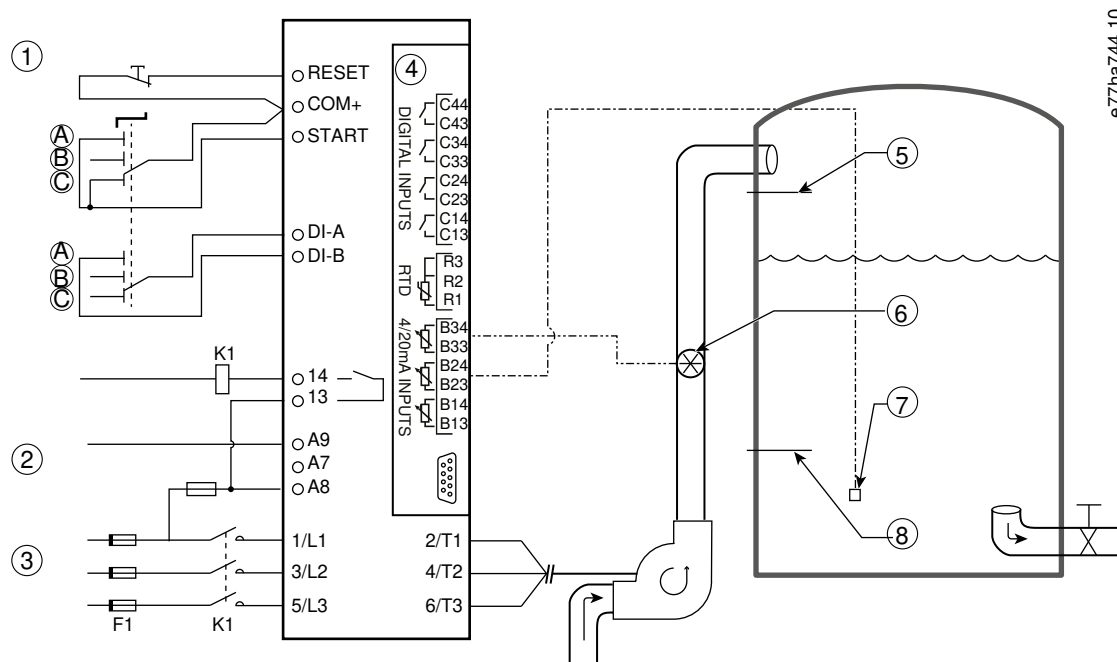 e77ha744.10
1
4
RESET
COM+
START
A
B
C
DI-A
DI-B
A
B
C
DIGITAL INPUTS
C44
C43
C34
C33
C24
C23
C14
C13
RTD
R3
R2
R1
4/20mA INPUTS
B34
B33
B24
B23
B14
B13
K1
14
13
2
A9
A7
A8
3
1/L1
3/L2
5/L3
F1
K1
2/T1
4/T2
6/T3
5
6
7
8